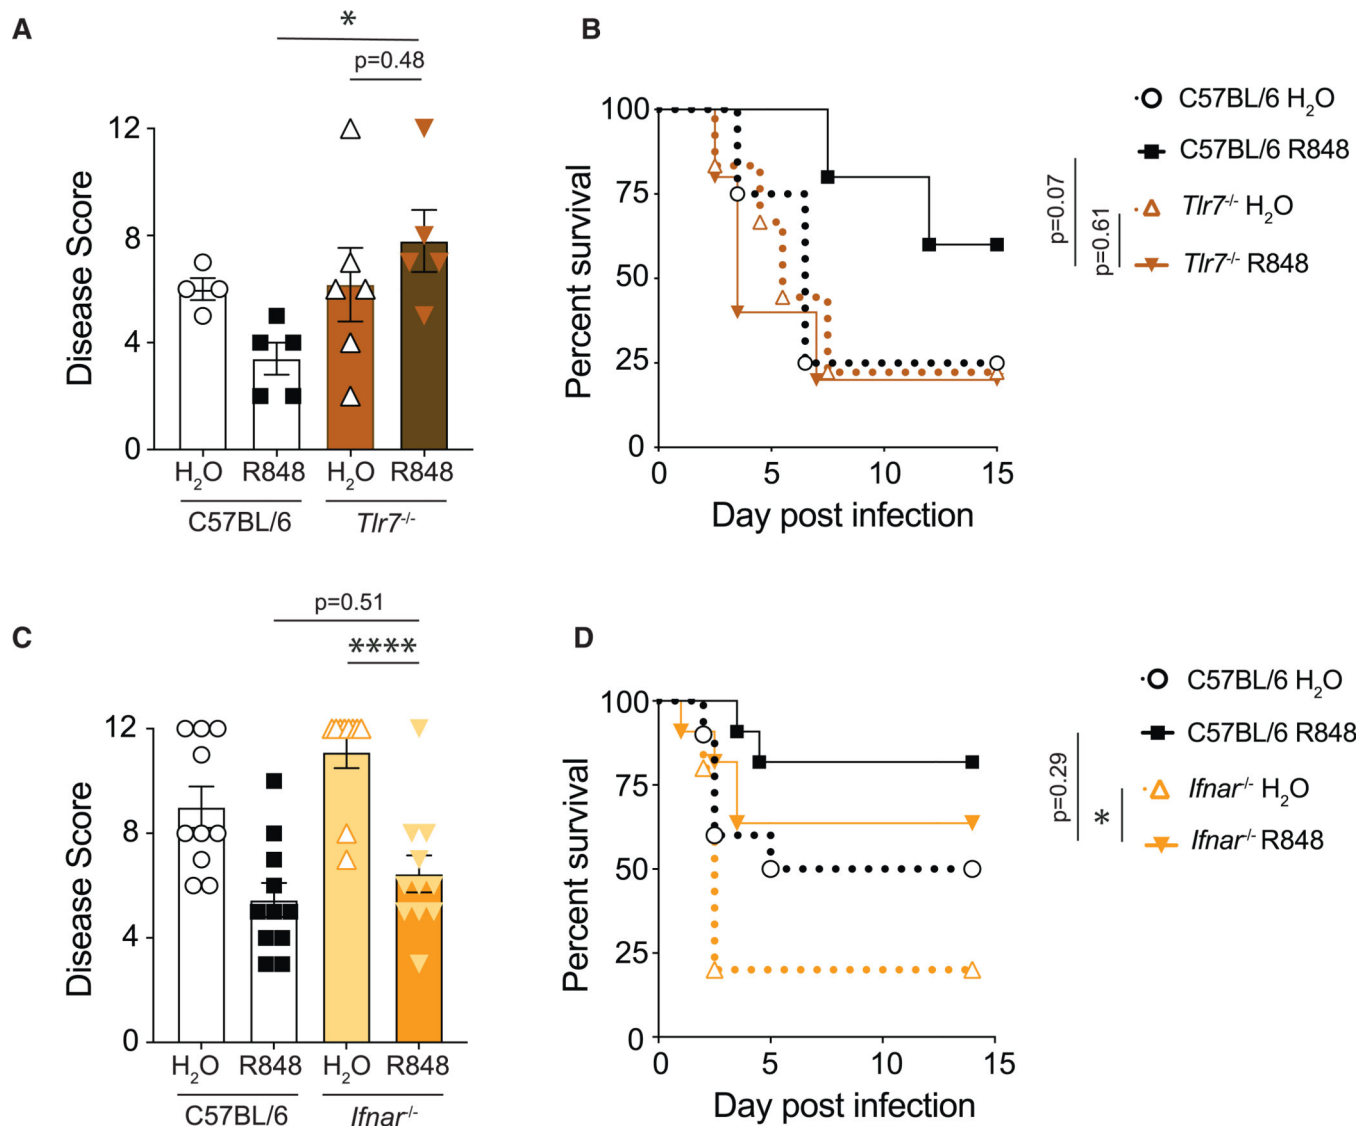 A
*
p=0.48
12
8
4
0
Disease Score
H₂O R848 H₂O R848
C57BL/6 Tlr7⁻/⁻
B
100
75
50
25
0
Percent survival
0 5 10 15
Day post infection
C57BL/6 H₂O
C57BL/6 R848
Tlr7⁻/⁻ H₂O
Tlr7⁻/⁻ R848
p=0.07
p=0.61
C
p=0.51
****
12
8
4
0
Disease Score
H₂O R848 H₂O R848
C57BL/6 Ifnar⁻/⁻
D
100
75
50
25
0
Percent survival
0 5 10 15
Day post infection
C57BL/6 H₂O
C57BL/6 R848
Ifnar⁻/⁻ H₂O
Ifnar⁻/⁻ R848
p=0.29
*